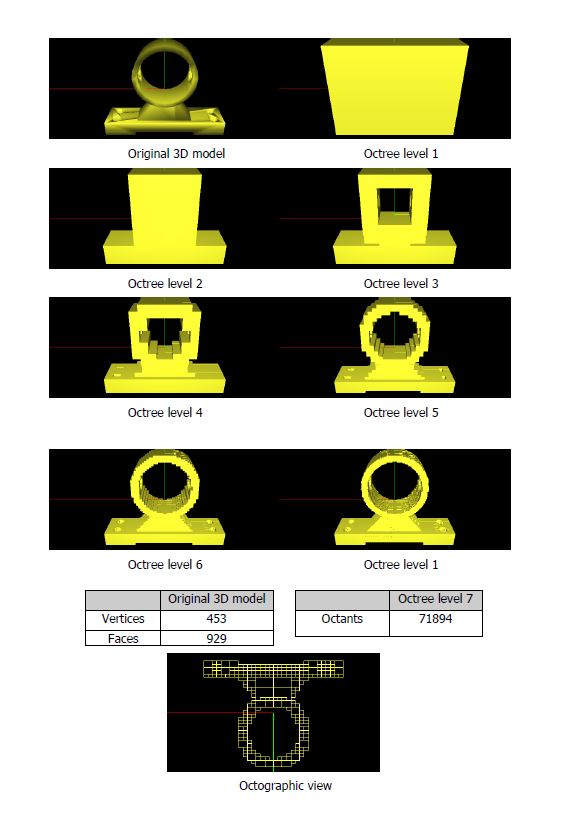 Original 3D model Octree level 1
Octree level 2 Octree level 3
Octree level 4 Octree level 5
Octree level 6 Octree level 1
Original 3D model Octree level 7
Vertices 453 Octants 71894
Faces 929
Octographic view